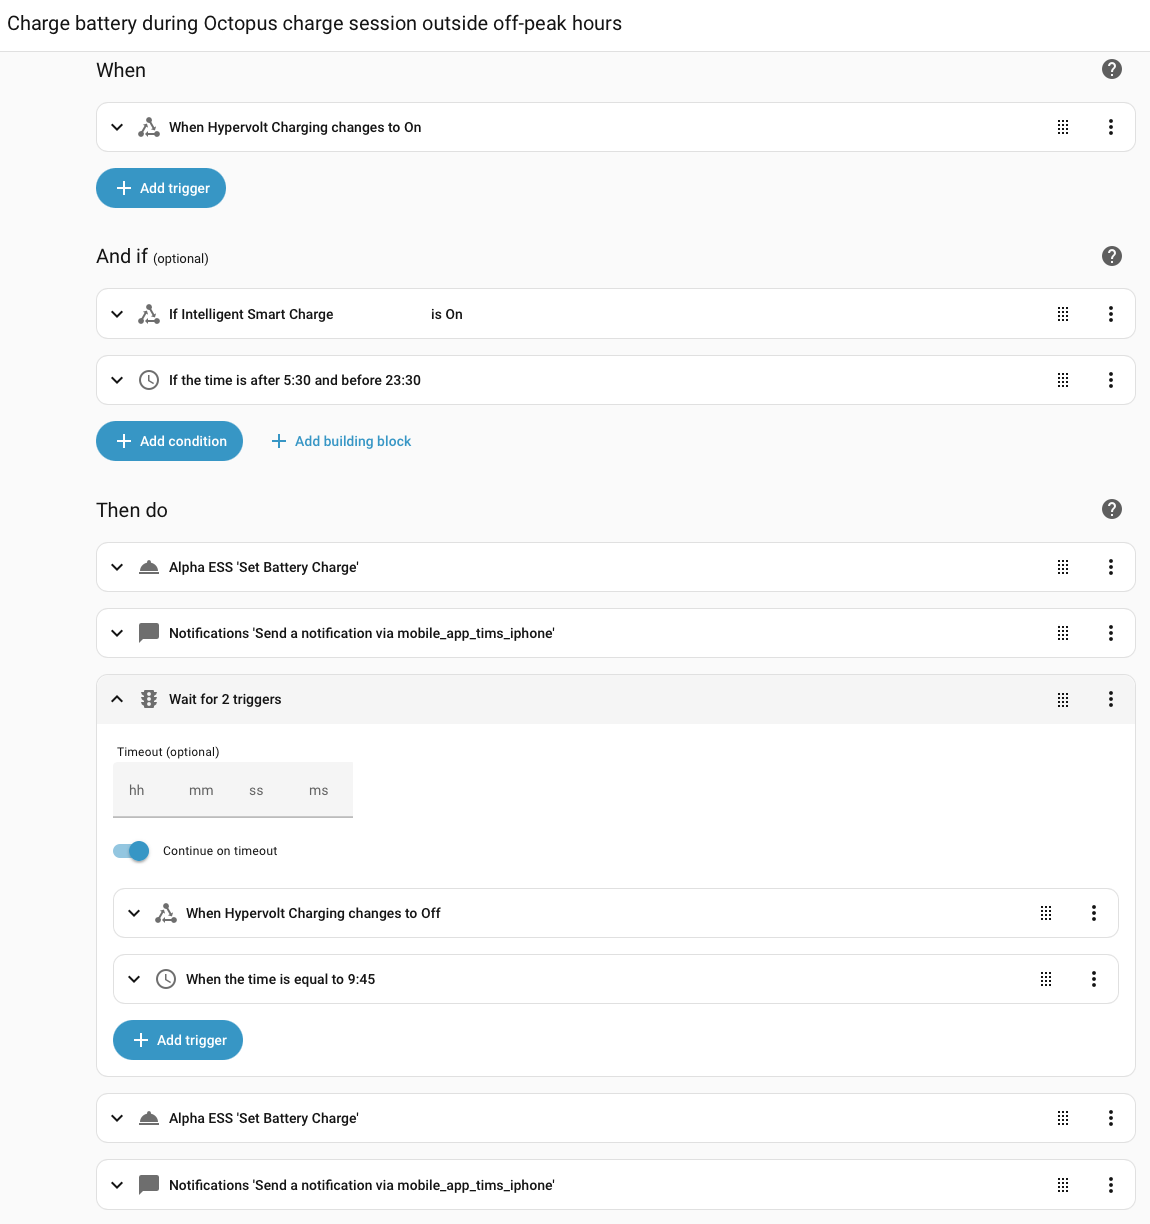 Charge battery during Octopus charge session outside off-peak hours
When
When Hypervolt Charging changes to On
Add trigger
And if (optional)
If Intelligent Smart Charge is On
If the time is after 5:30 and before 23:30
Add condition Add building block
Then do
Alpha ESS 'Set Battery Charge'
Notifications 'Send a notification via mobile_app_tims_iphone'
Wait for 2 triggers
Timeout (optional)
hh mm ss ms
Continue on timeout
When Hypervolt Charging changes to Off
When the time is equal to 9:45
Add trigger
Alpha ESS 'Set Battery Charge'
Notifications 'Send a notification via mobile_app_tims_iphone'